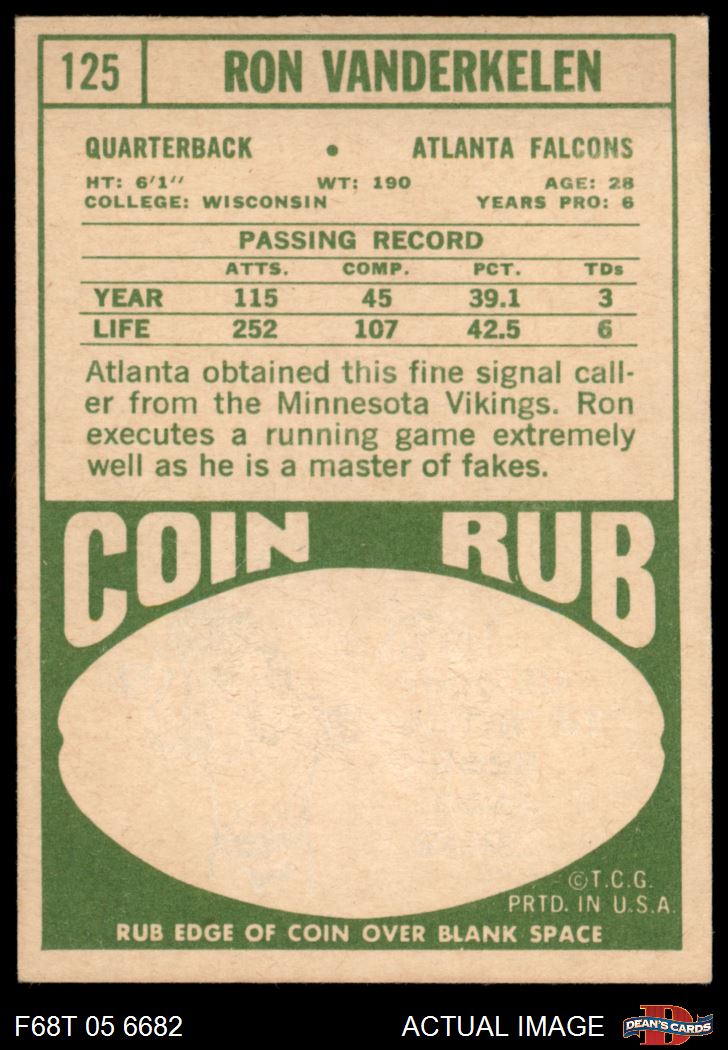 125 RON VANDERKELEN
QUARTERBACK • ATLANTA FALCONS
HT: 6'1" WT: 190 AGE: 28
COLLEGE: WISCONSIN YEARS PRO: 6
PASSING RECORD
ATTS. COMP. PCT. TDs
YEAR 115 45 39.1 3
LIFE 252 107 42.5 6
Atlanta obtained this fine signal call-
er from the Minnesota Vikings. Ron
executes a running game extremely
well as he is a master of fakes.
COIN RUB
©T.C.G.
PRTD. IN U.S.A.
RUB EDGE OF COIN OVER BLANK SPACE
F68T 05 6682 ACTUAL IMAGE DEAN'S CARDS